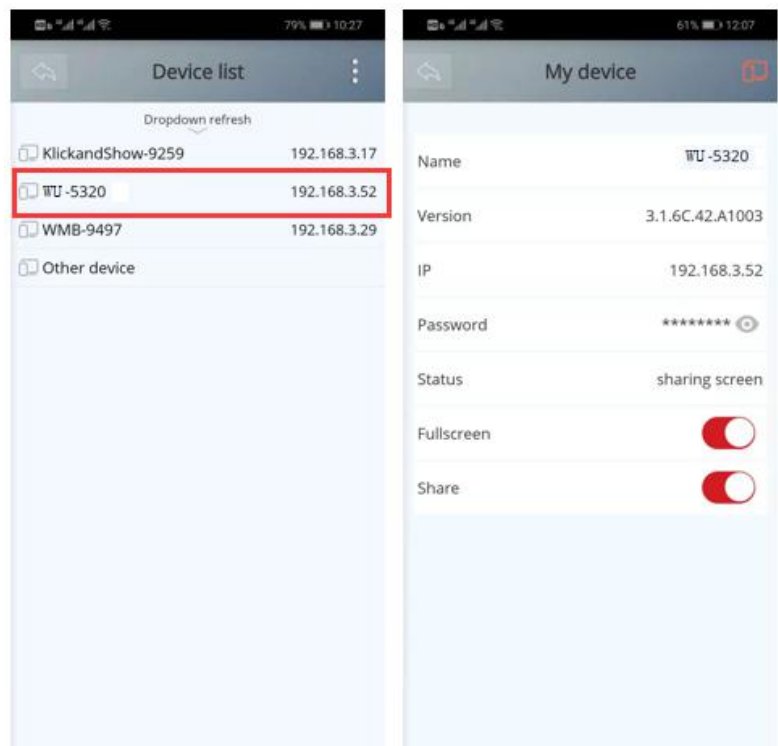 79% 10:27
Device list
Dropdown refresh
KlickandShow-9259 192.168.3.17
WU-5320 192.168.3.52
WMB-9497 192.168.3.29
Other device
61% 12:07
My device
Name WU-5320
Version 3.1.6C.42.A1003
IP 192.168.3.52
Password ********
Status sharing screen
Fullscreen
Share